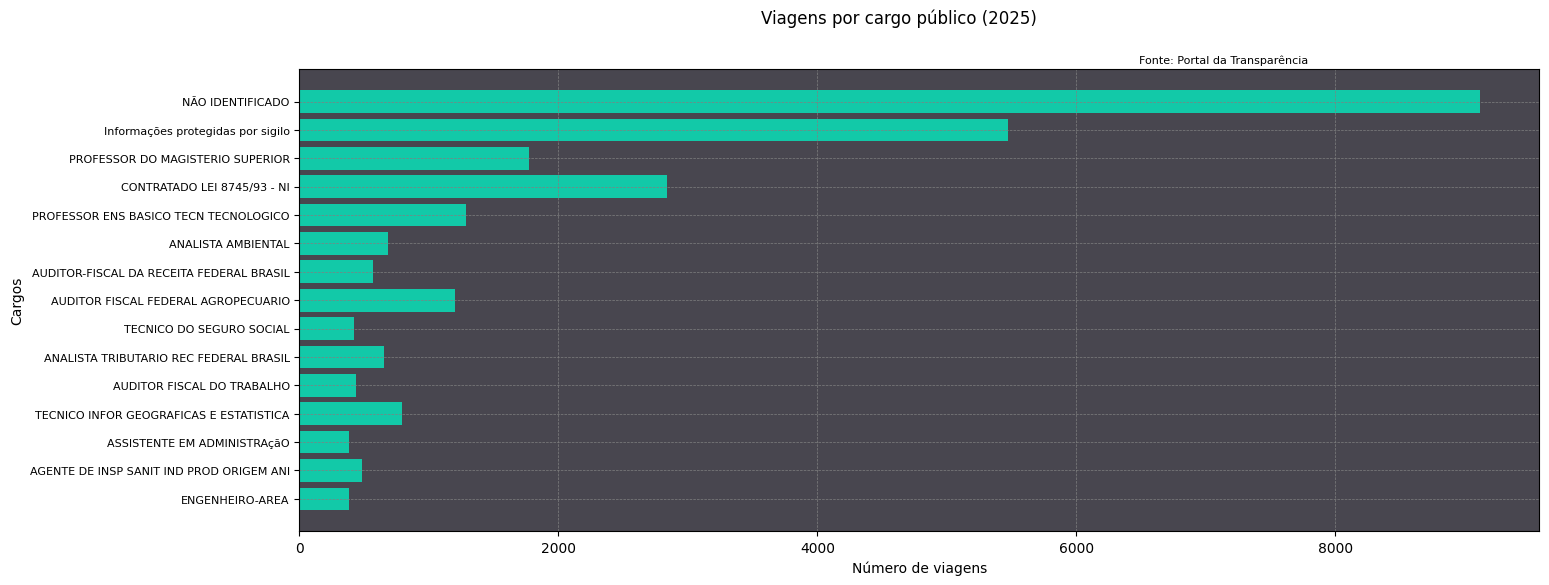 Viagens por cargo público (2025)
Fonte: Portal da Transparência
NÃO IDENTIFICADO
Informações protegidas por sigilo
PROFESSOR DO MAGISTERIO SUPERIOR
CONTRATADO LEI 8745/93 - NI
PROFESSOR ENS BASICO TECN TECNOLOGICO
ANALISTA AMBIENTAL
AUDITOR-FISCAL DA RECEITA FEDERAL BRASIL
AUDITOR FISCAL FEDERAL AGROPECUARIO
TECNICO DO SEGURO SOCIAL
ANALISTA TRIBUTARIO REC FEDERAL BRASIL
AUDITOR FISCAL DO TRABALHO
TECNICO INFOR GEOGRAFICAS E ESTATISTICA
ASSISTENTE EM ADMINISTRAçãO
AGENTE DE INSP SANIT IND PROD ORIGEM ANI
ENGENHEIRO-AREA
Cargos
0 2000 4000 6000 8000
Número de viagens